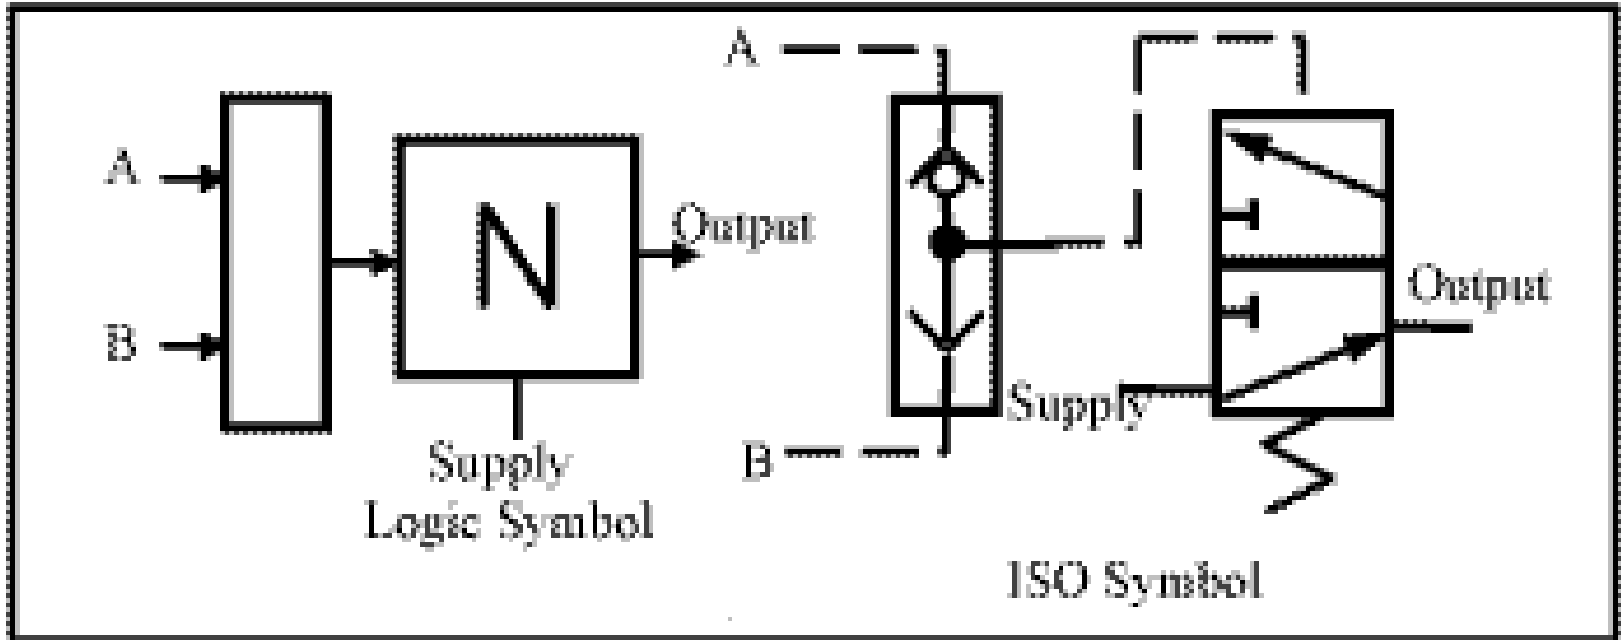 A
B
N
Output
Supply
Logic Symbol
A
B
Supply
Output
ISO Symbol